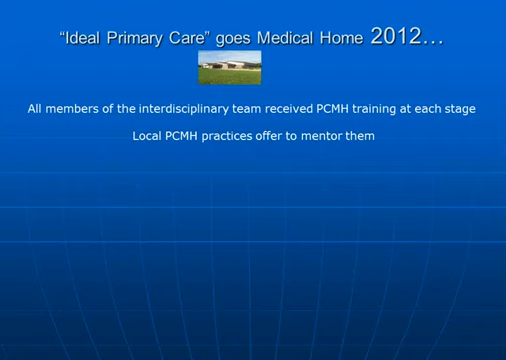 “Ideal Primary Care” goes Medical Home 2012…
All members of the interdisciplinary team received PCMH training at each stage
Local PCMH practices offer to mentor them